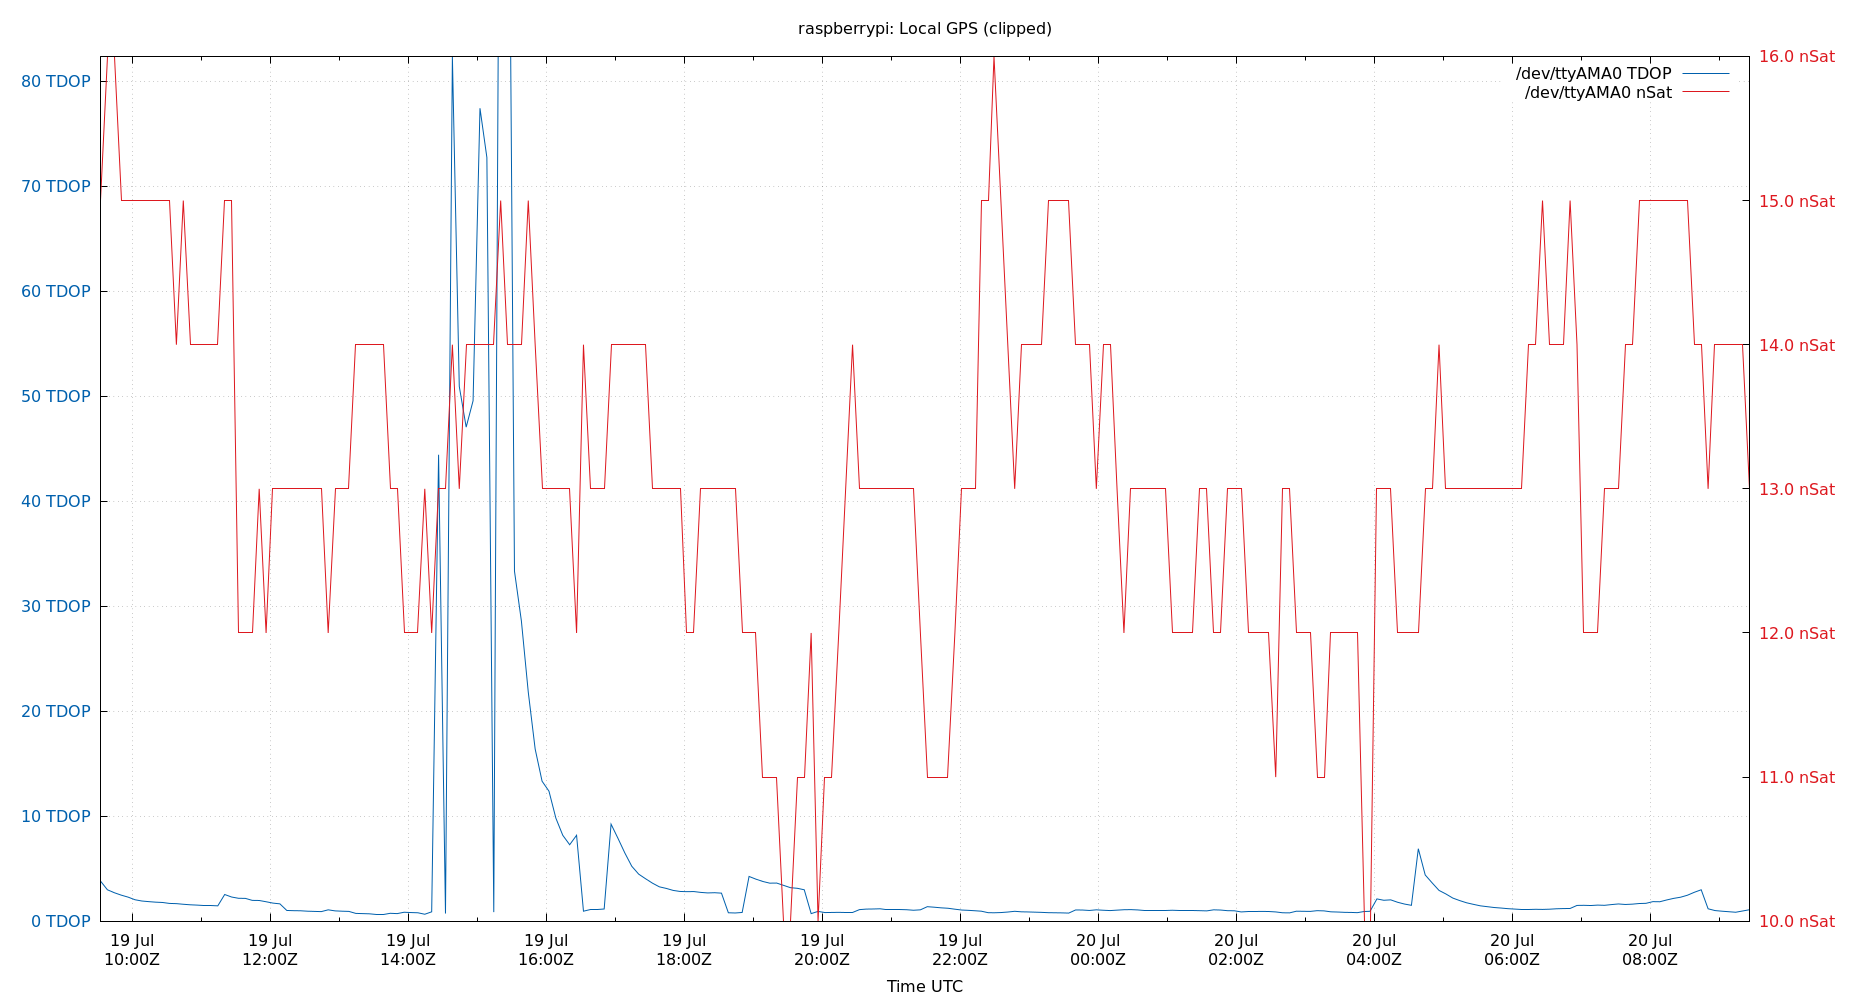 raspberrypi: Local GPS (clipped)
80 TDOP
70 TDOP
60 TDOP
50 TDOP
40 TDOP
30 TDOP
20 TDOP
10 TDOP
0 TDOP
16.0 nSat
15.0 nSat
14.0 nSat
13.0 nSat
12.0 nSat
11.0 nSat
10.0 nSat
/dev/ttyAMA0 TDOP
/dev/ttyAMA0 nSat
19 Jul
10:00Z
19 Jul
12:00Z
19 Jul
14:00Z
19 Jul
16:00Z
19 Jul
18:00Z
19 Jul
20:00Z
19 Jul
22:00Z
20 Jul
00:00Z
20 Jul
02:00Z
20 Jul
04:00Z
20 Jul
06:00Z
20 Jul
08:00Z
Time UTC